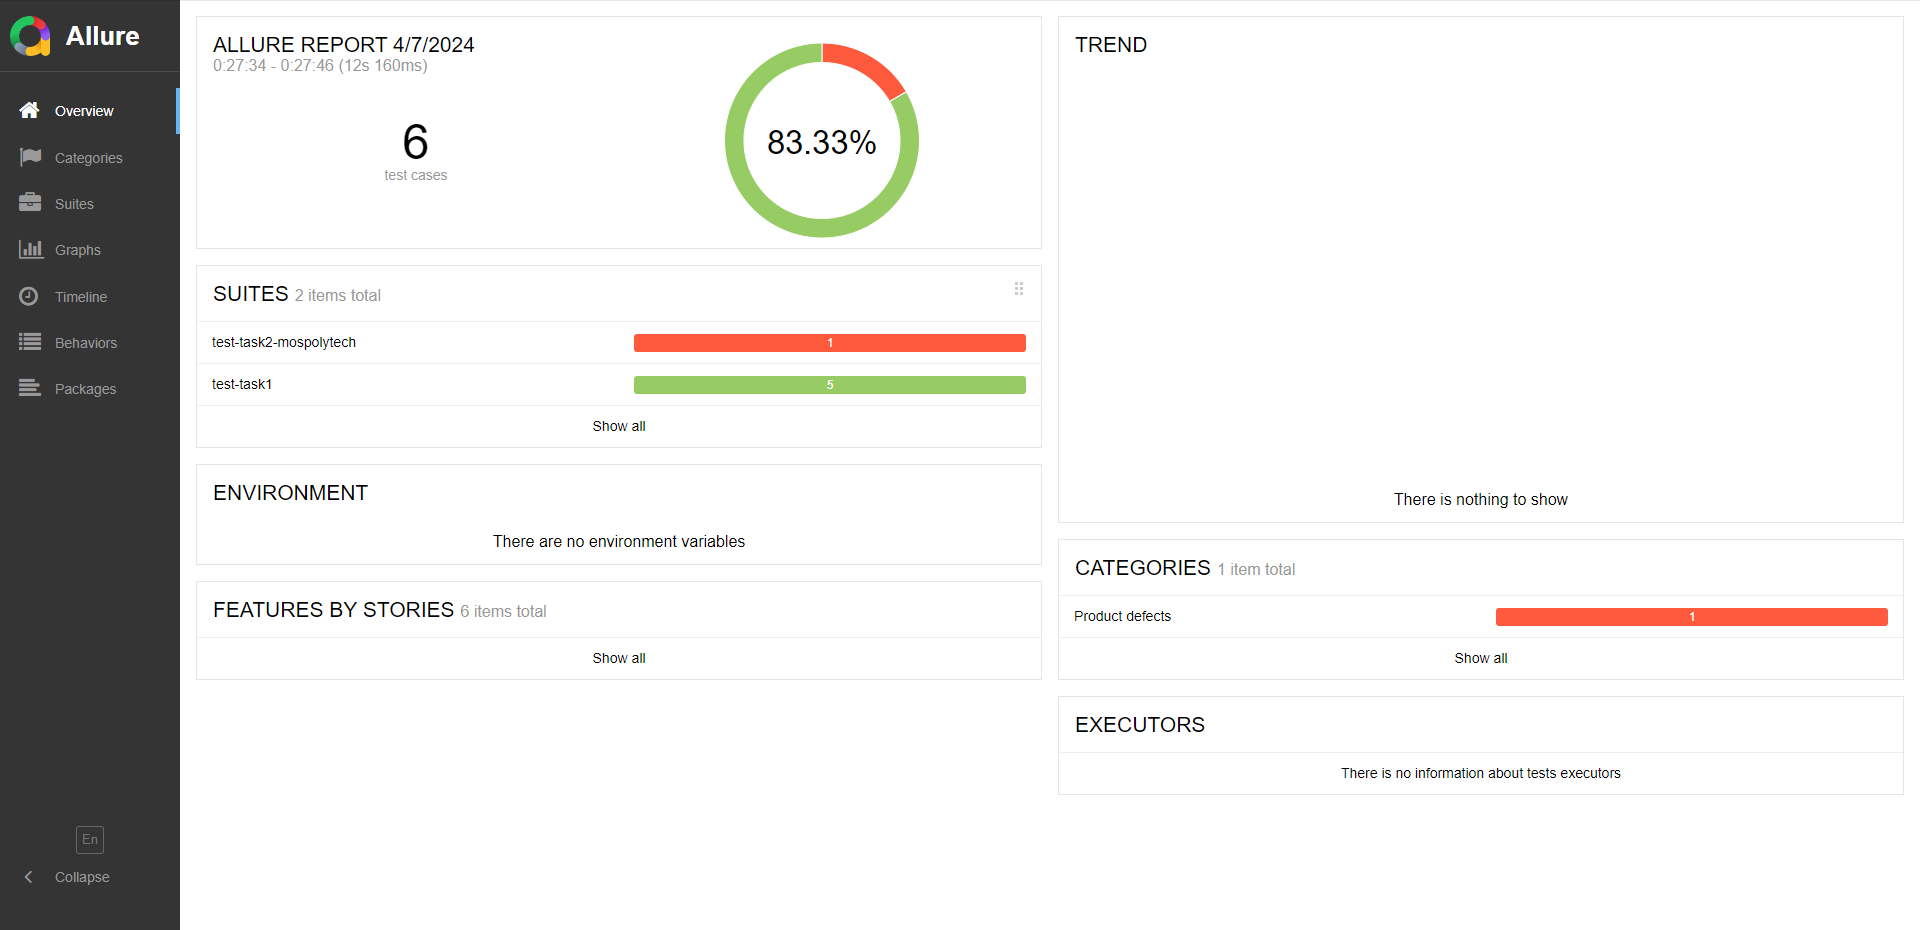 Allure
Overview
Categories
Suites
Graphs
Timeline
Behaviors
Packages
En
Collapse
ALLURE REPORT 4/7/2024
0:27:34 - 0:27:46 (12s 160ms)
6
test cases
83.33%
SUITES 2 items total
test-task2-mospolytech 1
test-task1 5
Show all
ENVIRONMENT
There are no environment variables
FEATURES BY STORIES 6 items total
Show all
TREND
There is nothing to show
CATEGORIES 1 item total
Product defects 1
Show all
EXECUTORS
There is no information about tests executors